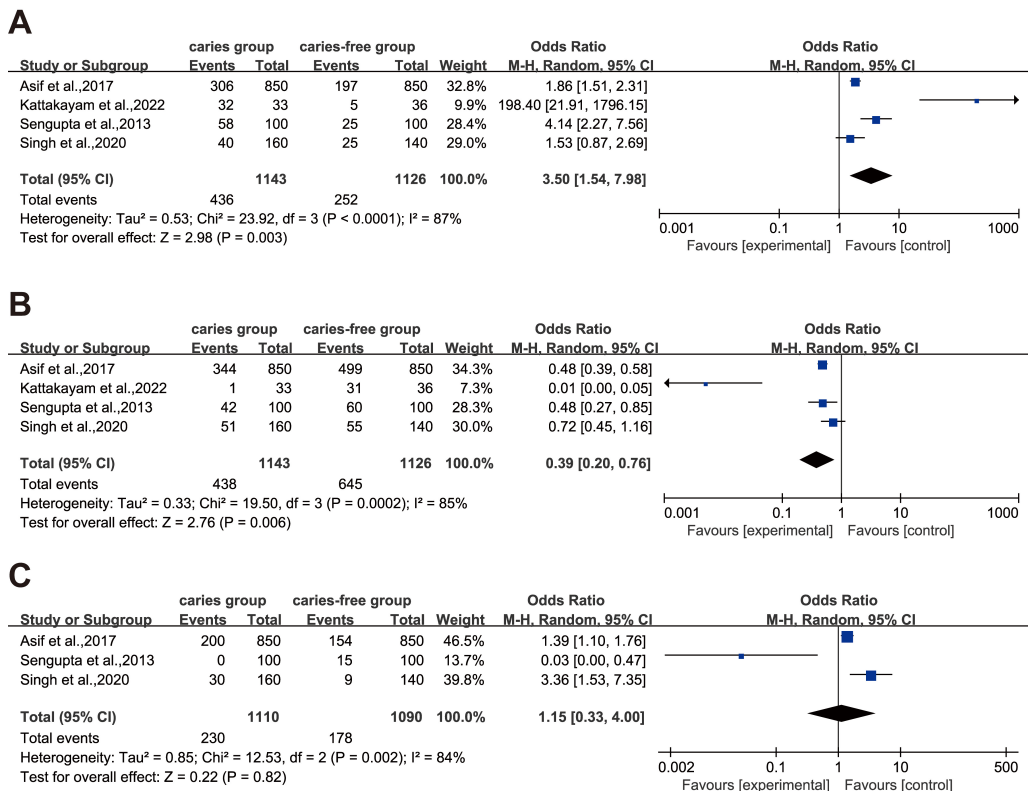 A
caries group caries-free group Odds Ratio Odds Ratio
Study or Subgroup Events Total Events Total Weight M-H, Random, 95% CI M-H, Random, 95% CI
Asif et al.,2017 306 850 197 850 32.8% 1.86 [1.51, 2.31]
Kattakayam et al.,2022 32 33 5 36 9.9% 198.40 [21.91, 1796.15]
Sengupta et al.,2013 58 100 25 100 28.4% 4.14 [2.27, 7.56]
Singh et al.,2020 40 160 25 140 29.0% 1.53 [0.87, 2.69]
Total (95% CI) 1143 1126 100.0% 3.50 [1.54, 7.98]
Total events 436 252
Heterogeneity: Tau² = 0.53; Chi² = 23.92, df = 3 (P < 0.0001); I² = 87%
Test for overall effect: Z = 2.98 (P = 0.003)
0.001 0.1 1 10 1000
Favours [experimental] Favours [control]
B
caries group caries-free group Odds Ratio Odds Ratio
Study or Subgroup Events Total Events Total Weight M-H, Random, 95% CI M-H, Random, 95% CI
Asif et al.,2017 344 850 499 850 34.3% 0.48 [0.39, 0.58]
Kattakayam et al.,2022 1 33 31 36 7.3% 0.01 [0.00, 0.05]
Sengupta et al.,2013 42 100 60 100 28.3% 0.48 [0.27, 0.85]
Singh et al.,2020 51 160 55 140 30.0% 0.72 [0.45, 1.16]
Total (95% CI) 1143 1126 100.0% 0.39 [0.20, 0.76]
Total events 438 645
Heterogeneity: Tau² = 0.33; Chi² = 19.50, df = 3 (P = 0.0002); I² = 85%
Test for overall effect: Z = 2.76 (P = 0.006)
0.001 0.1 1 10 1000
Favours [experimental] Favours [control]
C
caries group caries-free group Odds Ratio Odds Ratio
Study or Subgroup Events Total Events Total Weight M-H, Random, 95% CI M-H, Random, 95% CI
Asif et al.,2017 200 850 154 850 46.5% 1.39 [1.10, 1.76]
Sengupta et al.,2013 0 100 15 100 13.7% 0.03 [0.00, 0.47]
Singh et al.,2020 30 160 9 140 39.8% 3.36 [1.53, 7.35]
Total (95% CI) 1110 1090 100.0% 1.15 [0.33, 4.00]
Total events 230 178
Heterogeneity: Tau² = 0.85; Chi² = 12.53, df = 2 (P = 0.002); I² = 84%
Test for overall effect: Z = 0.22 (P = 0.82)
0.002 0.1 1 10 500
Favours [experimental] Favours [control]